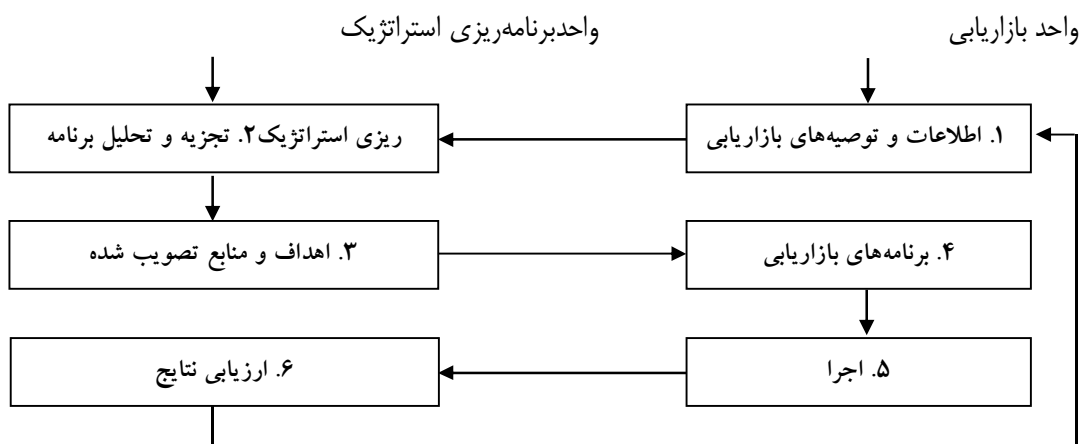 واحد بازاریابی
واحدبرنامه‌ریزی استراتژیک
۱. اطلاعات و توصیه‌های بازاریابی
ریزی استراتژیک۲. تجزیه و تحلیل برنامه
۳. اهداف و منابع تصویب شده
۴. برنامه‌های بازاریابی
۵. اجرا
۶. ارزیابی نتایج